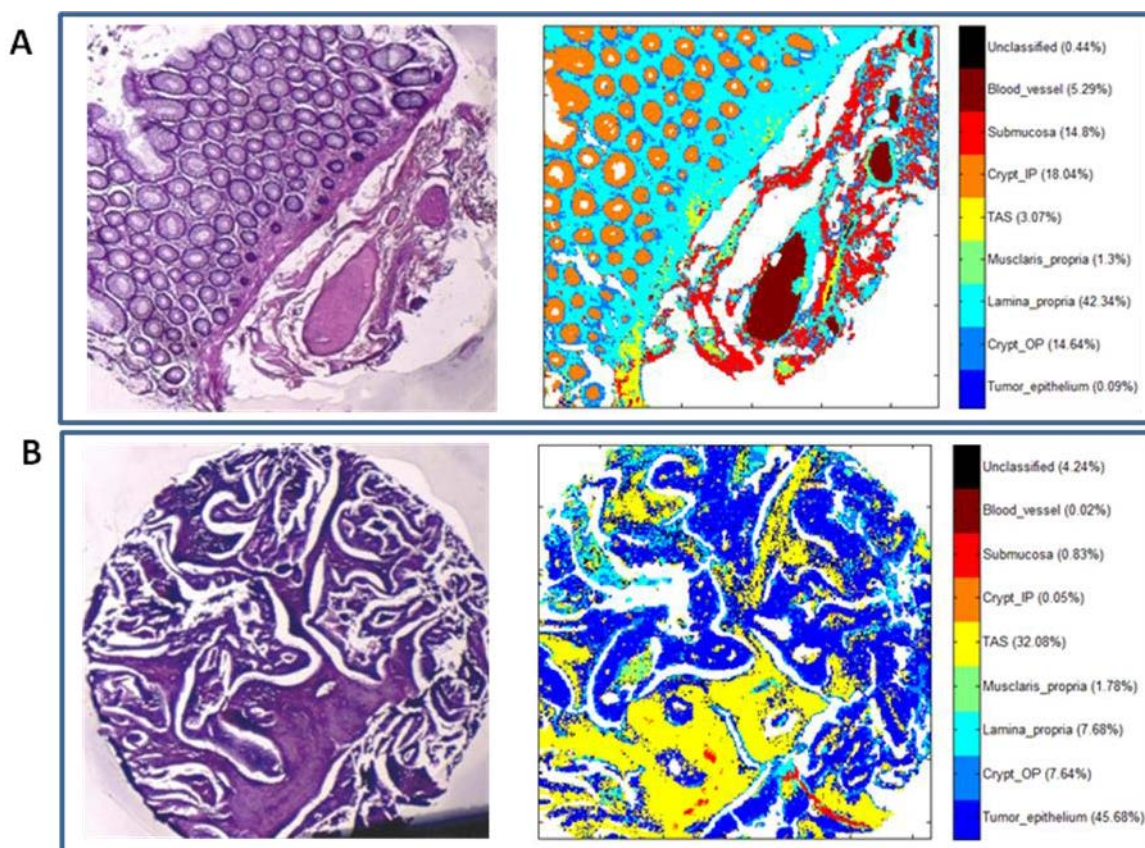 A
Unclassified (0.44%)
Blood_vessel (5.29%)
Submucosa (14.8%)
Crypt_IP (18.04%)
TAS (3.07%)
Musclaris_propria (1.3%)
Lamina_propria (42.34%)
Crypt_OP (14.64%)
Tumor_epithelium (0.09%)
B
Unclassified (4.24%)
Blood_vessel (0.02%)
Submucosa (0.83%)
Crypt_IP (0.05%)
TAS (32.08%)
Musclaris_propria (1.78%)
Lamina_propria (7.68%)
Crypt_OP (7.64%)
Tumor_epithelium (45.68%)